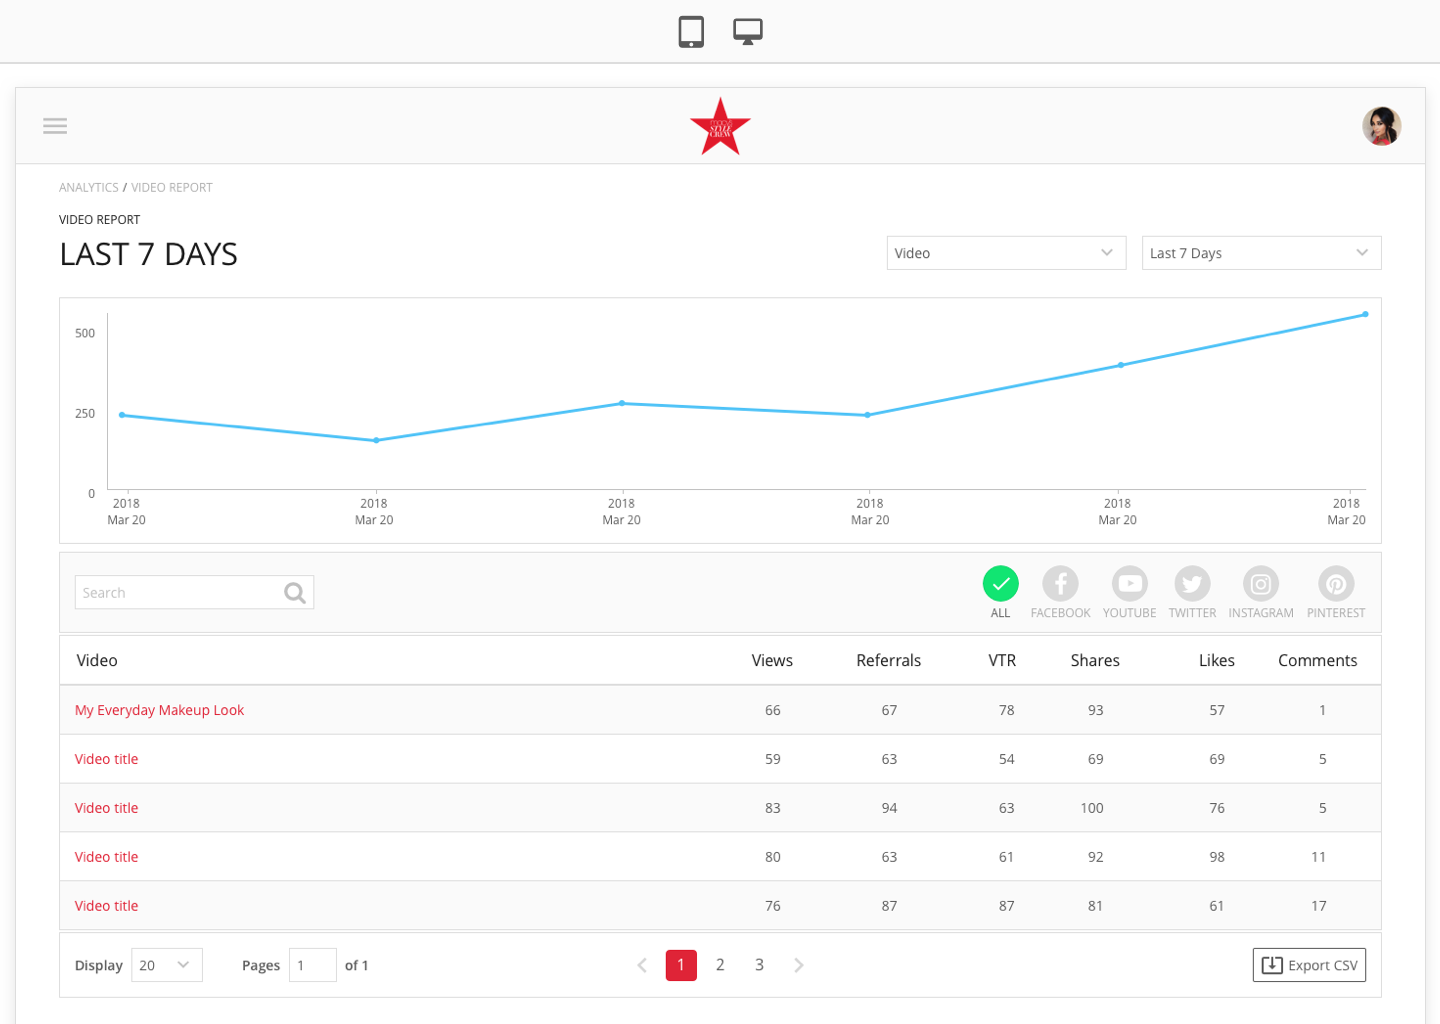 STYLE
CREW
ANALYTICS / VIDEO REPORT
VIDEO REPORT
LAST 7 DAYS
Video
Last 7 Days
500
250
0
2018 2018 2018 2018 2018 2018
Mar 20 Mar 20 Mar 20 Mar 20 Mar 20 Mar 20
Search
ALL FACEBOOK YOUTUBE TWITTER INSTAGRAM PINTEREST
Video Views Referrals VTR Shares Likes Comments
My Everyday Makeup Look 66 67 78 93 57 1
Video title 59 63 54 69 69 5
Video title 83 94 63 100 76 5
Video title 80 63 61 92 98 11
Video title 76 87 87 81 61 17
Display 20 Pages 1 of 1 1 2 3 Export CSV